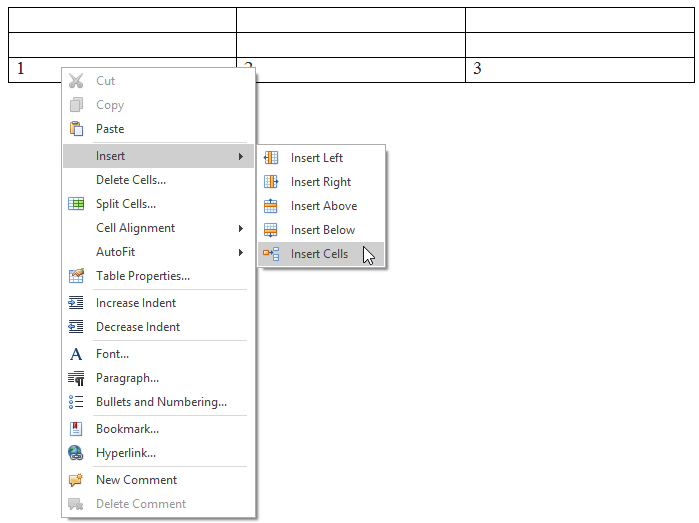 1 2 3
Cut
Copy
Paste
Insert
Insert Left
Delete Cells...
Insert Right
Split Cells...
Insert Above
Cell Alignment
Insert Below
AutoFit
Insert Cells
Table Properties...
Increase Indent
Decrease Indent
Font...
Paragraph...
Bullets and Numbering...
Bookmark...
Hyperlink...
New Comment
Delete Comment